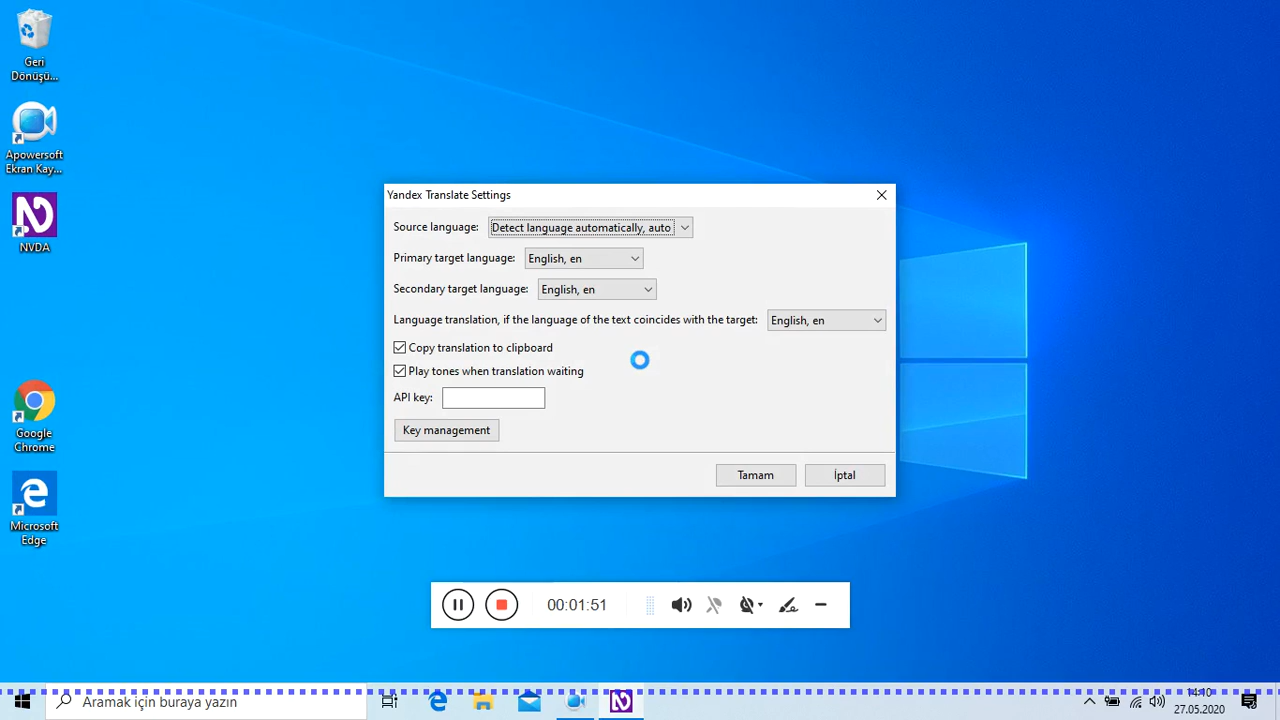 Geri
Dönüşü...
Apowersoft
Ekran Kay...
NVDA
Google
Chrome
Microsoft
Edge
Yandex Translate Settings
Source language: Detect language automatically, auto
Primary target language: English, en
Secondary target language: English, en
Language translation, if the language of the text coincides with the target: English, en
Copy translation to clipboard
Play tones when translation waiting
API key:
Key management
Tamam İptal
00:01:51
Aramak için buraya yazın
14:10
27.05.2020